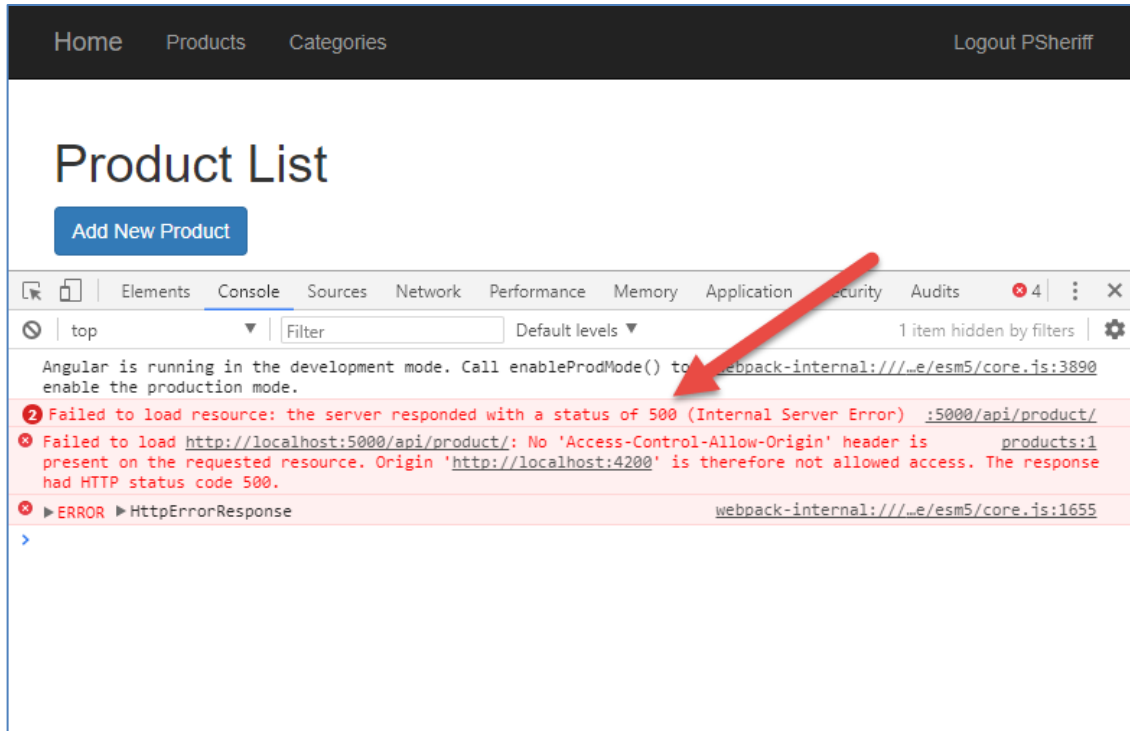 Home Products Categories Logout PSheriff
Product List
Add New Product
Elements Console Sources Network Performance Memory Application Audits 4
top Filter Default levels 1 item hidden by filters
Angular is running in the development mode. Call enableProdMode() to webpack-internal:///…e/esm5/core.js:3890
enable the production mode.
2 Failed to load resource: the server responded with a status of 500 (Internal Server Error) :5000/api/product/
Failed to load http://localhost:5000/api/product/: No 'Access-Control-Allow-Origin' header is products:1
present on the requested resource. Origin 'http://localhost:4200' is therefore not allowed access. The response
had HTTP status code 500.
ERROR HttpErrorResponse webpack-internal:///…e/esm5/core.js:1655